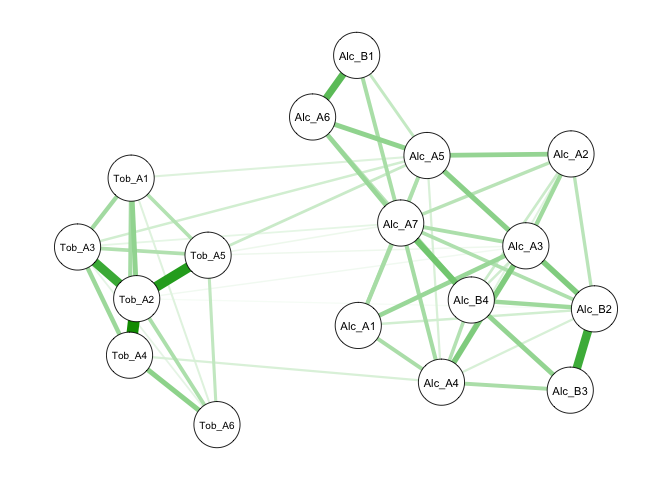 Alc_B1
Alc_A6
Alc_A5
Alc_A2
Tob_A1
Alc_A7
Tob_A3
Alc_A3
Tob_A5
Tob_A2
Alc_B4
Alc_B2
Alc_A1
Tob_A4
Alc_A4
Alc_B3
Tob_A6